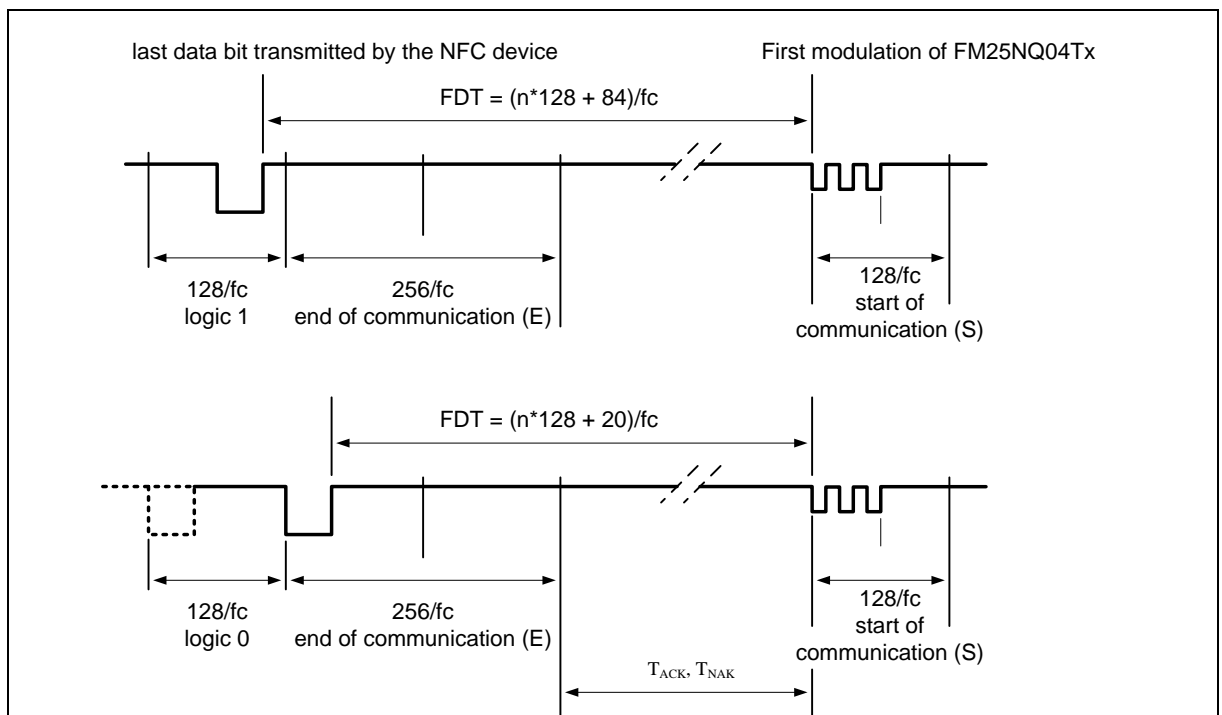 last data bit transmitted by the NFC device
First modulation of FM25NQ04Tx
FDT = (n*128 + 84)/fc
128/fc
logic 1
256/fc
end of communication (E)
128/fc
start of
communication (S)
FDT = (n*128 + 20)/fc
128/fc
logic 0
256/fc
end of communication (E)
128/fc
start of
communication (S)
TACK, TNAK